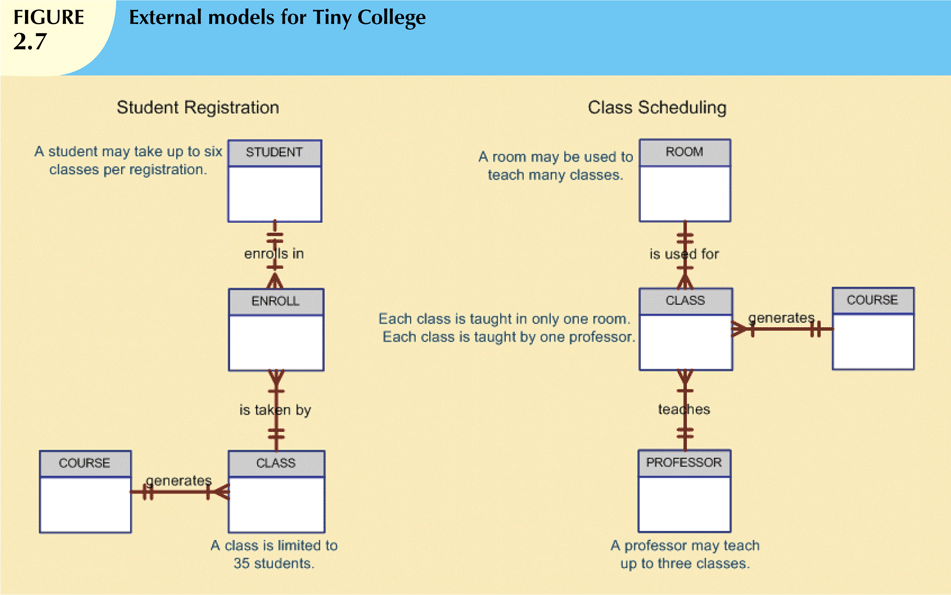 FIGURE
2.7
External models for Tiny College
Student Registration
A student may take up to six
classes per registration.
STUDENT
enrolls in
ENROLL
is taken by
COURSE
generates
CLASS
A class is limited to
35 students.
Class Scheduling
A room may be used to
teach many classes.
ROOM
is used for
Each class is taught in only one room.
Each class is taught by one professor.
CLASS
generates
COURSE
teaches
PROFESSOR
A professor may teach
up to three classes.